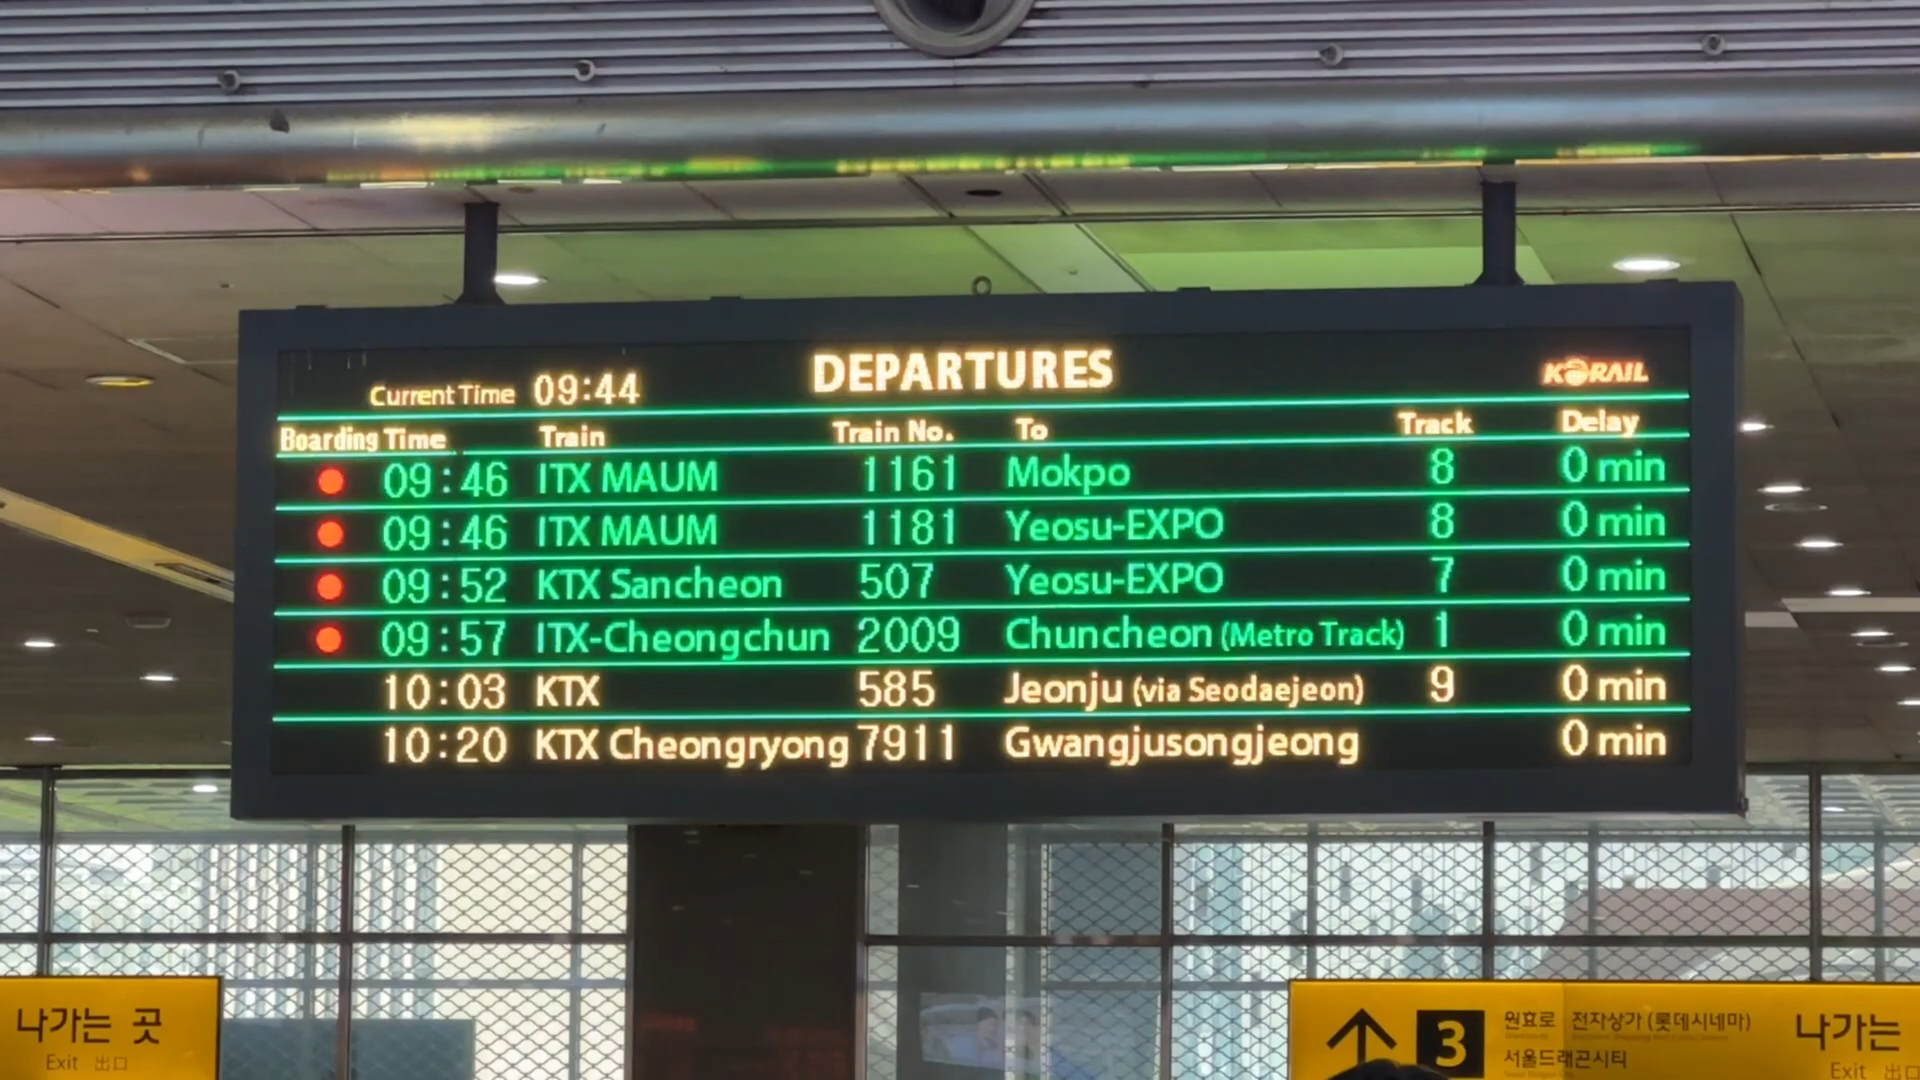 Current Time 09:44 DEPARTURES KORAIL
Boarding Time Train Train No. To Track Delay
09:46 ITX MAUM 1161 Mokpo 8 0 min
09:46 ITX MAUM 1181 Yeosu-EXPO 8 0 min
09:52 KTX Sancheon 507 Yeosu-EXPO 7 0 min
09:57 ITX-Cheongchun 2009 Chuncheon (Metro Track) 1 0 min
10:03 KTX 585 Jeonju (via Seodaejeon) 9 0 min
10:20 KTX Cheongryong 7911 Gwangjusongjeong 0 min
나가는 곳
Exit 出口
3
원효로 전자상가 (롯데시네마)
서울드래곤시티
나가는
Exit 出口